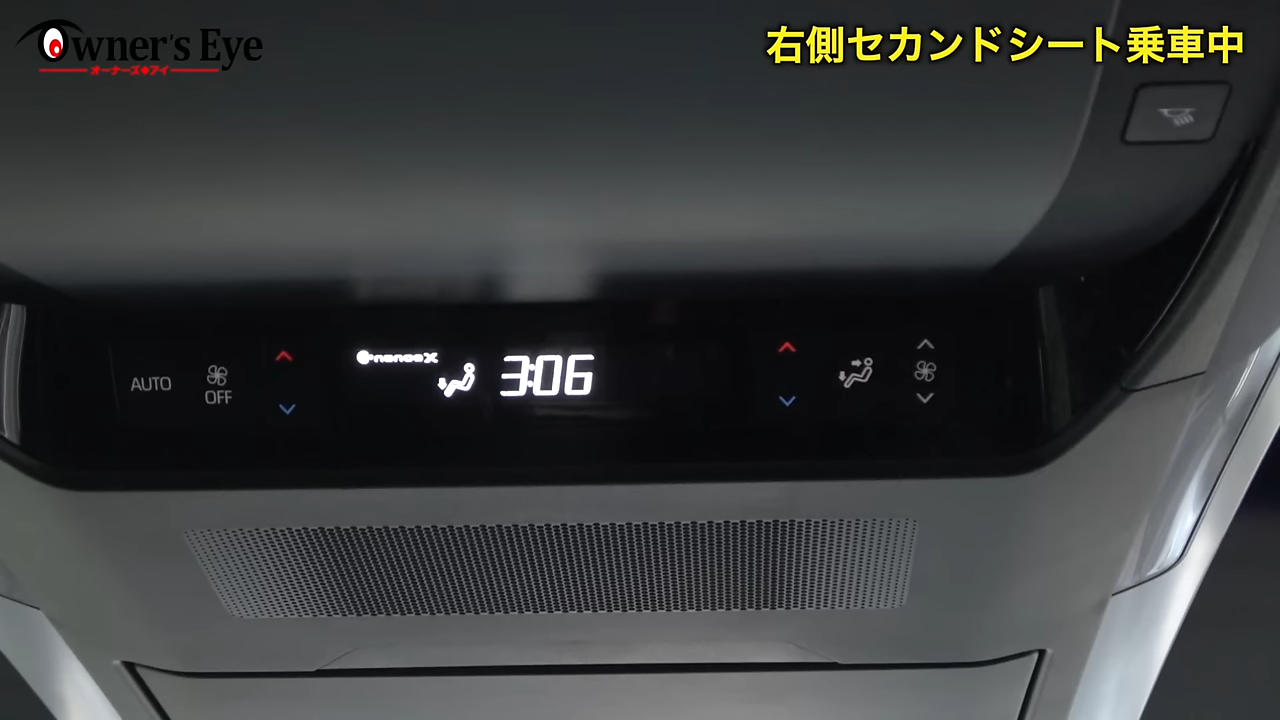 Owner's Eye
オーナーズ◆アイ
右側セカンドシート乗車中
nanoeX
3:06
AUTO
OFF